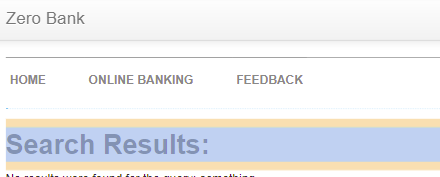 Zero Bank
HOME ONLINE BANKING FEEDBACK
Search Results:
No results were found for the query: something